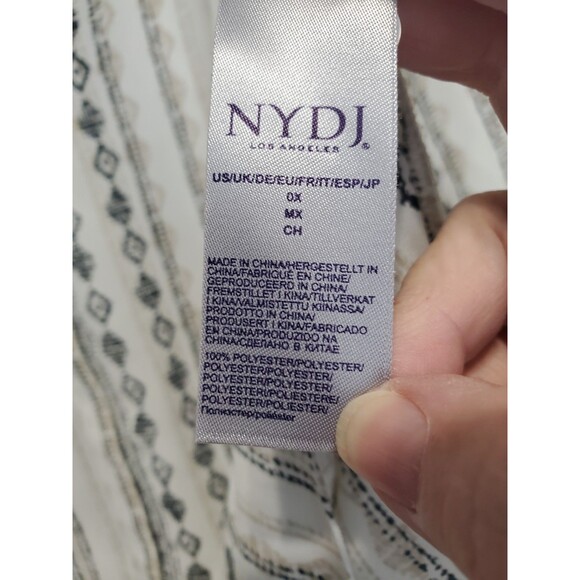 NYDJ
LOS ANGELES ®
US/UK/DE/EU/FR/IT/ESP/JP
0X
MX
CH
MADE IN CHINA/HERGESTELLT IN
CHINA/FABRIQUÉ EN CHINE/
GEPRODUCEERD IN CHINA/
FREMSTILLET I KINA/TILLVERKAT
I KINA/VALMISTETTU KIINASSA/
PRODOTTO IN CHINA/
PRODUSERT I KINA/FABRICADO
EN CHINA/PRODUZIDO NA
CHINA/СДЕЛАНО В КИТАЕ
100% POLYESTER/POLYESTER/
POLYESTER/POLYESTER/
POLYESTER/POLYESTER/
POLYESTERI/POLIESTERE/
POLYESTER/POLIÉSTER/
Полиэстер/poliéster